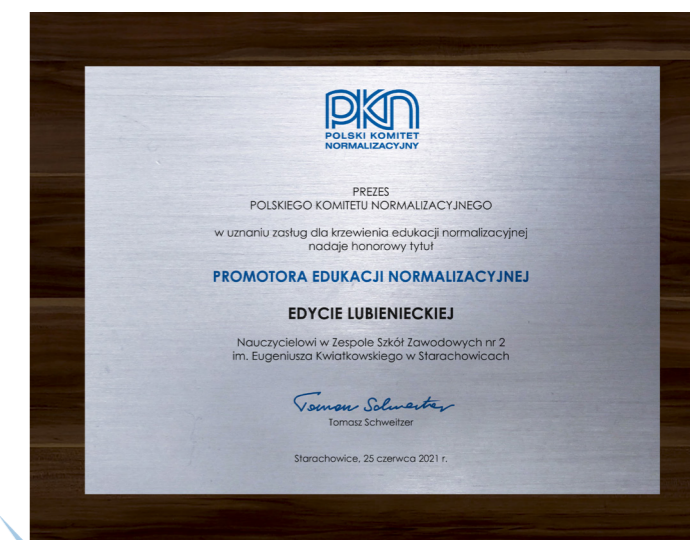 PKN
POLSKI KOMITET
NORMALIZACYJNY
PREZES
POLSKIEGO KOMITETU NORMALIZACYJNEGO
w uznaniu zasług dla krzewienia edukacji normalizacyjnej
nadaje honorowy tytuł
PROMOTORA EDUKACJI NORMALIZACYJNEJ
EDYCIE LUBIENIECKIEJ
Nauczycielowi w Zespole Szkół Zawodowych nr 2
im. Eugeniusza Kwiatkowskiego w Starachowicach
Tomasz Schweitzer
Tomasz Schweitzer
Starachowice, 25 czerwca 2021 r.